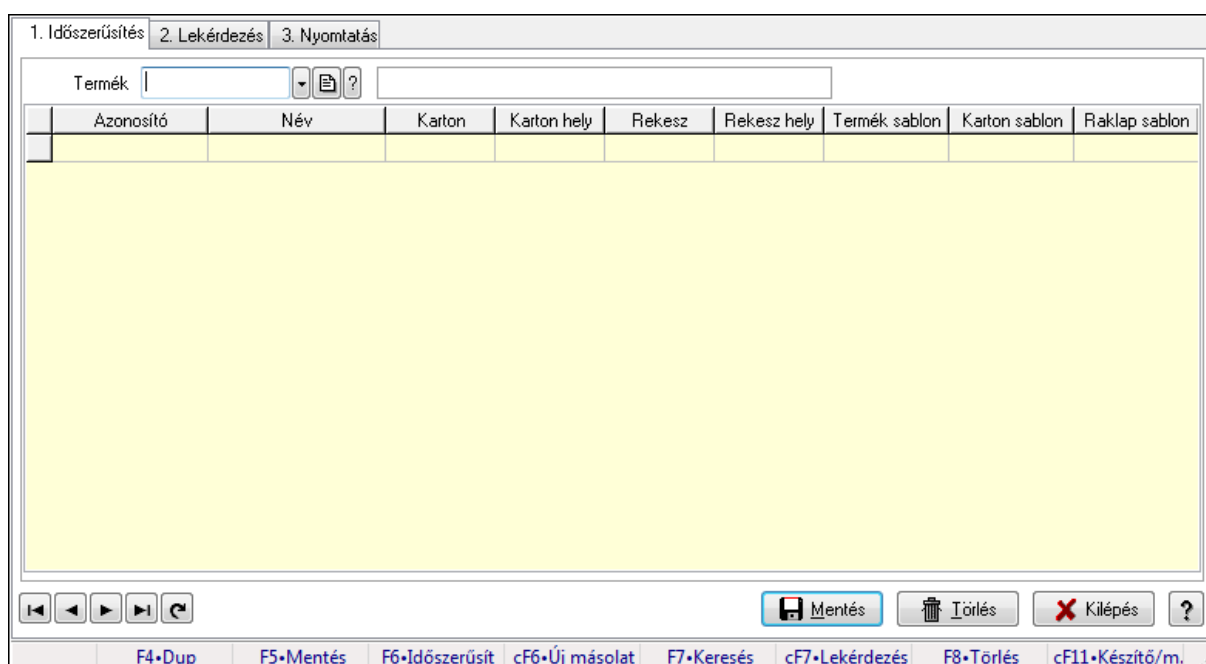 1. Időszerűsítés 2. Lekérdezés 3. Nyomtatás
Termék ?
Azonosító Név Karton Karton hely Rekesz Rekesz hely Termék sablon Karton sablon Raklap sablon
Mentés Törlés Kilépés ?
F4•Dup F5•Mentés F6•Időszerűsít cF6•Új másolat F7•Keresés cF7•Lekérdezés F8•Törlés cF11•Készítő/m.